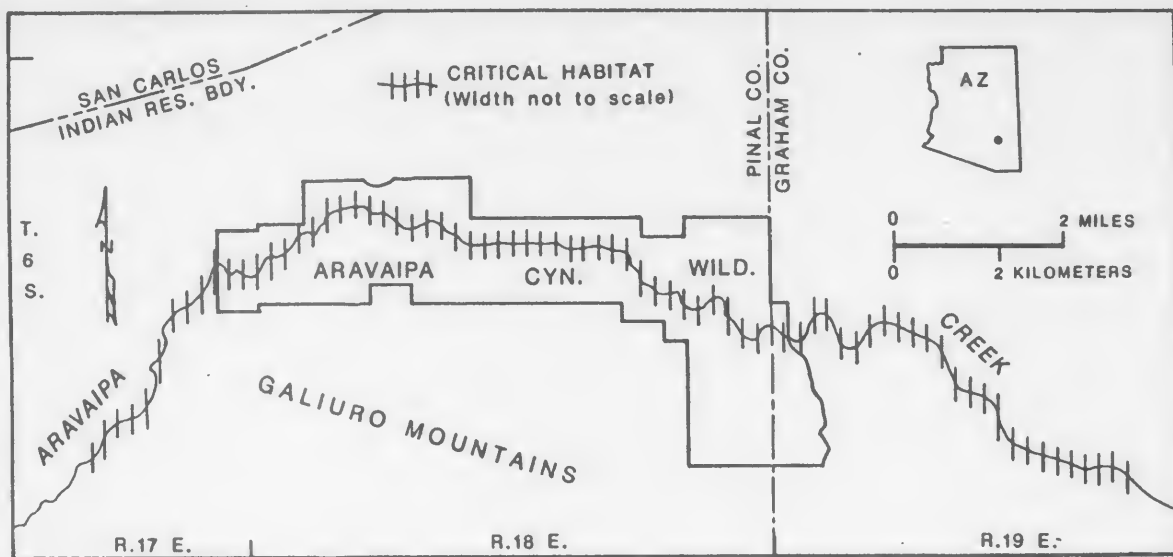 SAN CARLOS
INDIAN RES. BDY.
CRITICAL HABITAT
(Width not to scale)
PINAL CO.
GRAHAM CO.
AZ
T.
6
S.
N
0 2 MILES
0 2 KILOMETERS
ARAVAIPA CYN. WILD.
ARAVAIPA CREEK
GALIURO MOUNTAINS
R.17 E. R.18 E. R.19 E.